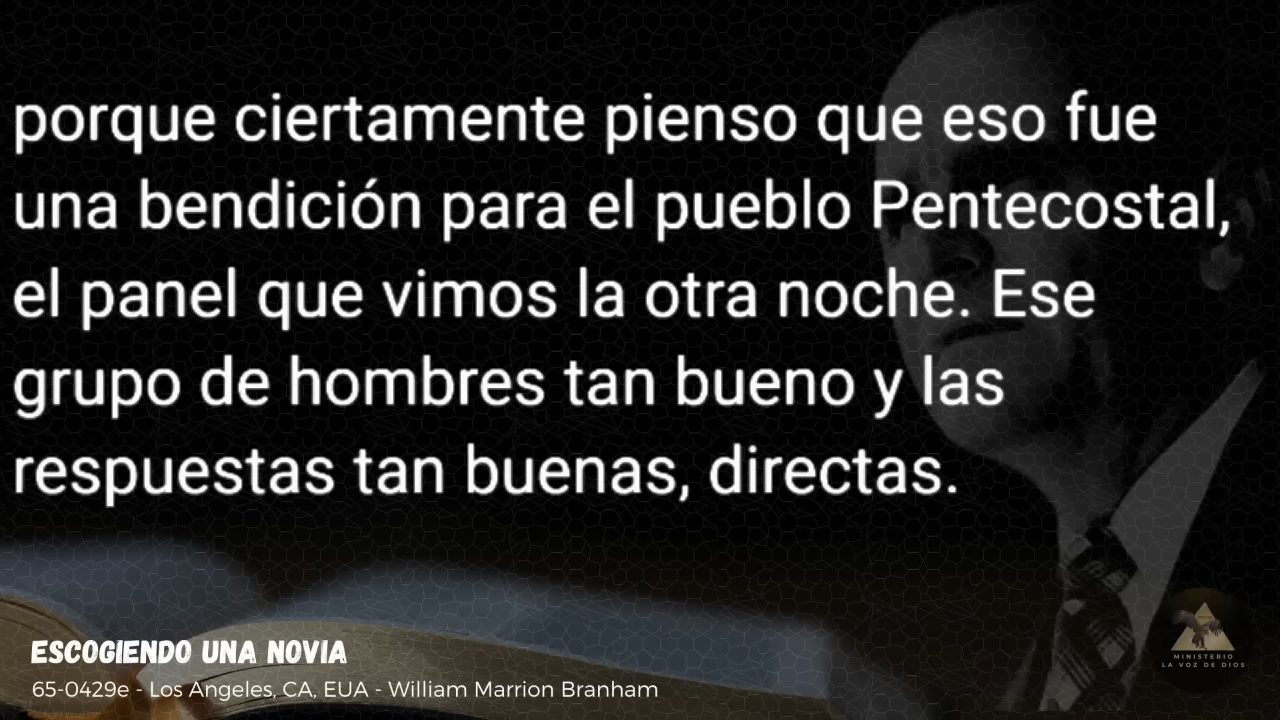 porque ciertamente pienso que eso fue
una bendición para el pueblo Pentecostal,
el panel que vimos la otra noche. Ese
grupo de hombres tan bueno y las
respuestas tan buenas, directas.
ESCOGIENDO UNA NOVIA
65-0429e - Los Angeles, CA, EUA - William Marrion Branham
MINISTERIO
LA VOZ DE DIOS